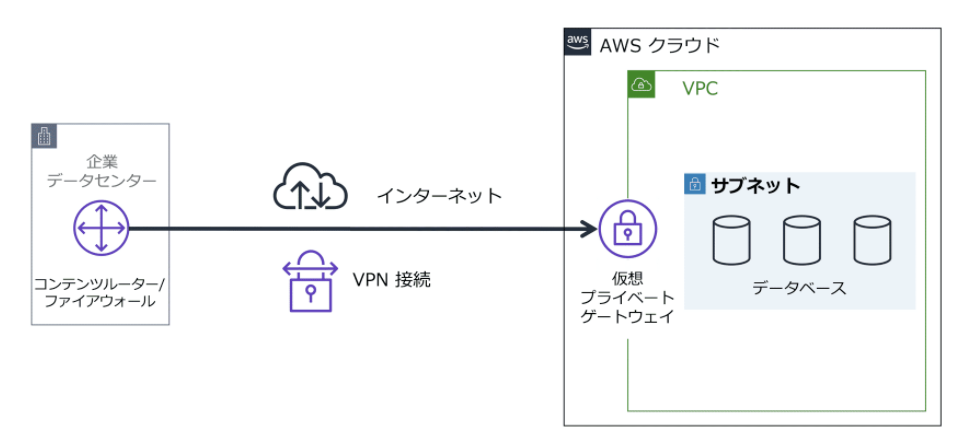 aws
AWS クラウド
VPC
企業
データセンター
インターネット
サブネット
コンテンツルーター/
ファイアウォール
VPN 接続
仮想
プライベート
ゲートウェイ
データベース